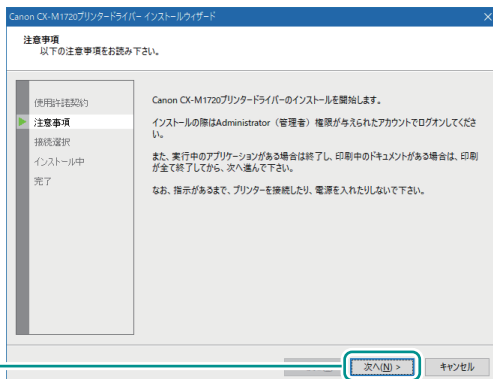 Canon CX-M1720プリンタードライバー インストールウィザード
注意事項
以下の注意事項をお読み下さい。
使用許諾契約
注意事項
接続選択
インストール中
完了
Canon CX-M1720プリンタードライバーのインストールを開始します。
インストールの際はAdministrator（管理者）権限が与えられたアカウントでログオンしてくださ
い。
また、実行中のアプリケーションがある場合は終了し、印刷中のドキュメントがある場合は、印刷
が全て終了してから、次へ進んで下さい。
なお、指示があるまで、プリンターを接続したり、電源を入れたりしないで下さい。
次へ(N) >
キャンセル